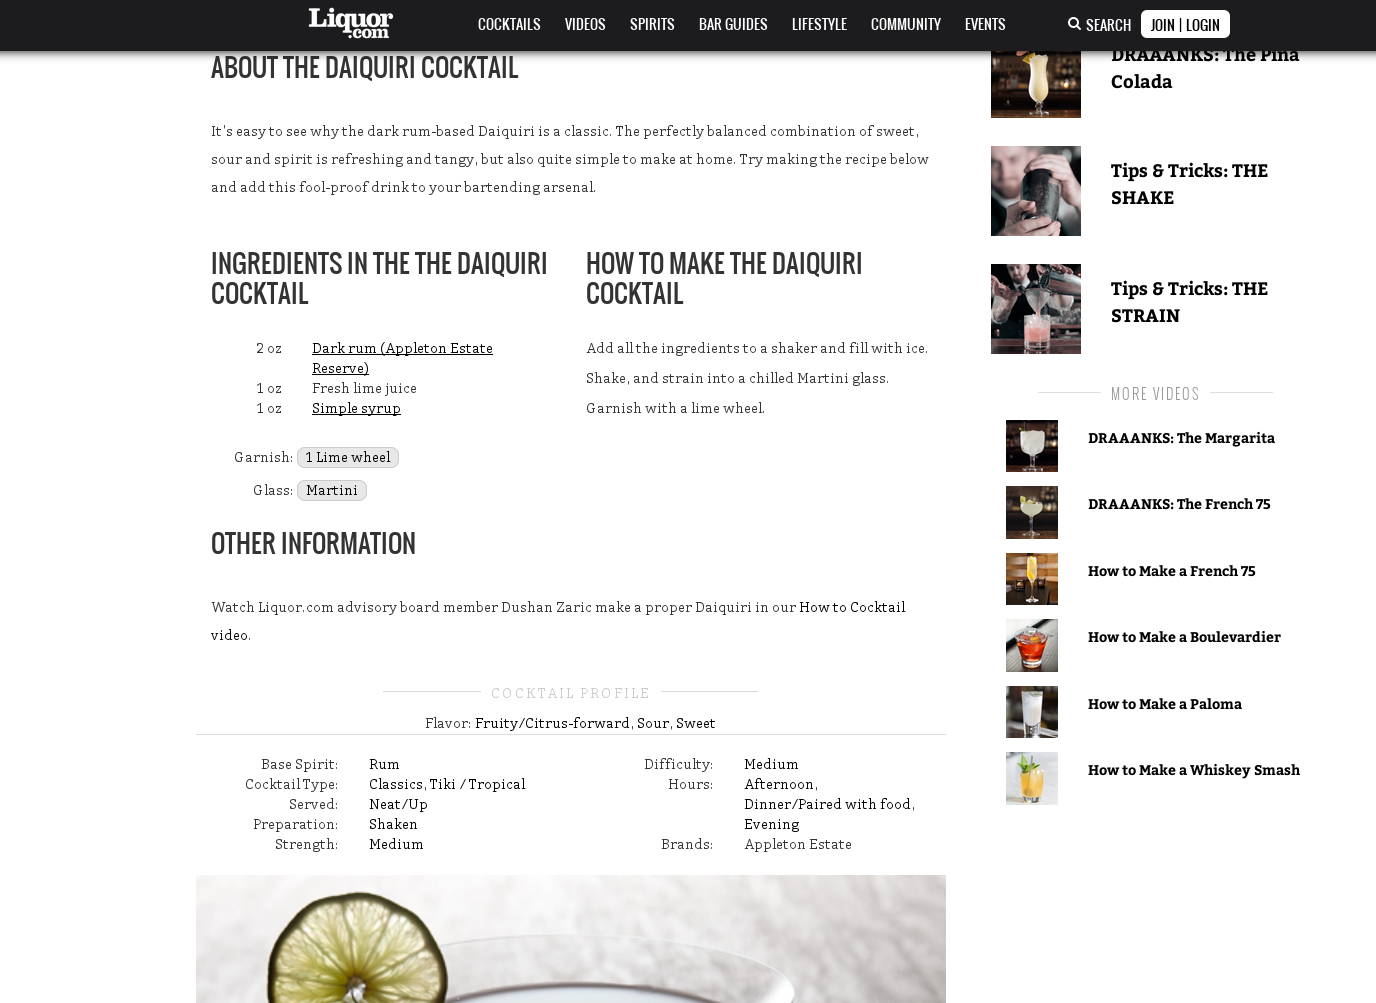 Liquor
.com
COCKTAILS VIDEOS SPIRITS BAR GUIDES LIFESTYLE COMMUNITY EVENTS SEARCH JOIN | LOGIN
ABOUT THE DAIQUIRI COCKTAIL
It's easy to see why the dark rum-based Daiquiri is a classic. The perfectly balanced combination of sweet,
sour and spirit is refreshing and tangy, but also quite simple to make at home. Try making the recipe below
and add this fool-proof drink to your bartending arsenal.
INGREDIENTS IN THE THE DAIQUIRI
COCKTAIL
2 oz Dark rum (Appleton Estate
Reserve)
1 oz Fresh lime juice
1 oz Simple syrup
Garnish: 1 Lime wheel
Glass: Martini
HOW TO MAKE THE DAIQUIRI
COCKTAIL
Add all the ingredients to a shaker and fill with ice.
Shake, and strain into a chilled Martini glass.
Garnish with a lime wheel.
OTHER INFORMATION
Watch Liquor.com advisory board member Dushan Zaric make a proper Daiquiri in our How to Cocktail
video.
COCKTAIL PROFILE
Flavor: Fruity/Citrus-forward, Sour, Sweet
Base Spirit: Rum
Cocktail Type: Classics, Tiki / Tropical
Served: Neat/Up
Preparation: Shaken
Strength: Medium
Difficulty: Medium
Hours: Afternoon,
Dinner/Paired with food,
Evening
Brands: Appleton Estate
DRAAANKS: The Pina
Colada
Tips & Tricks: THE
SHAKE
Tips & Tricks: THE
STRAIN
MORE VIDEOS
DRAAANKS: The Margarita
DRAAANKS: The French 75
How to Make a French 75
How to Make a Boulevardier
How to Make a Paloma
How to Make a Whiskey Smash